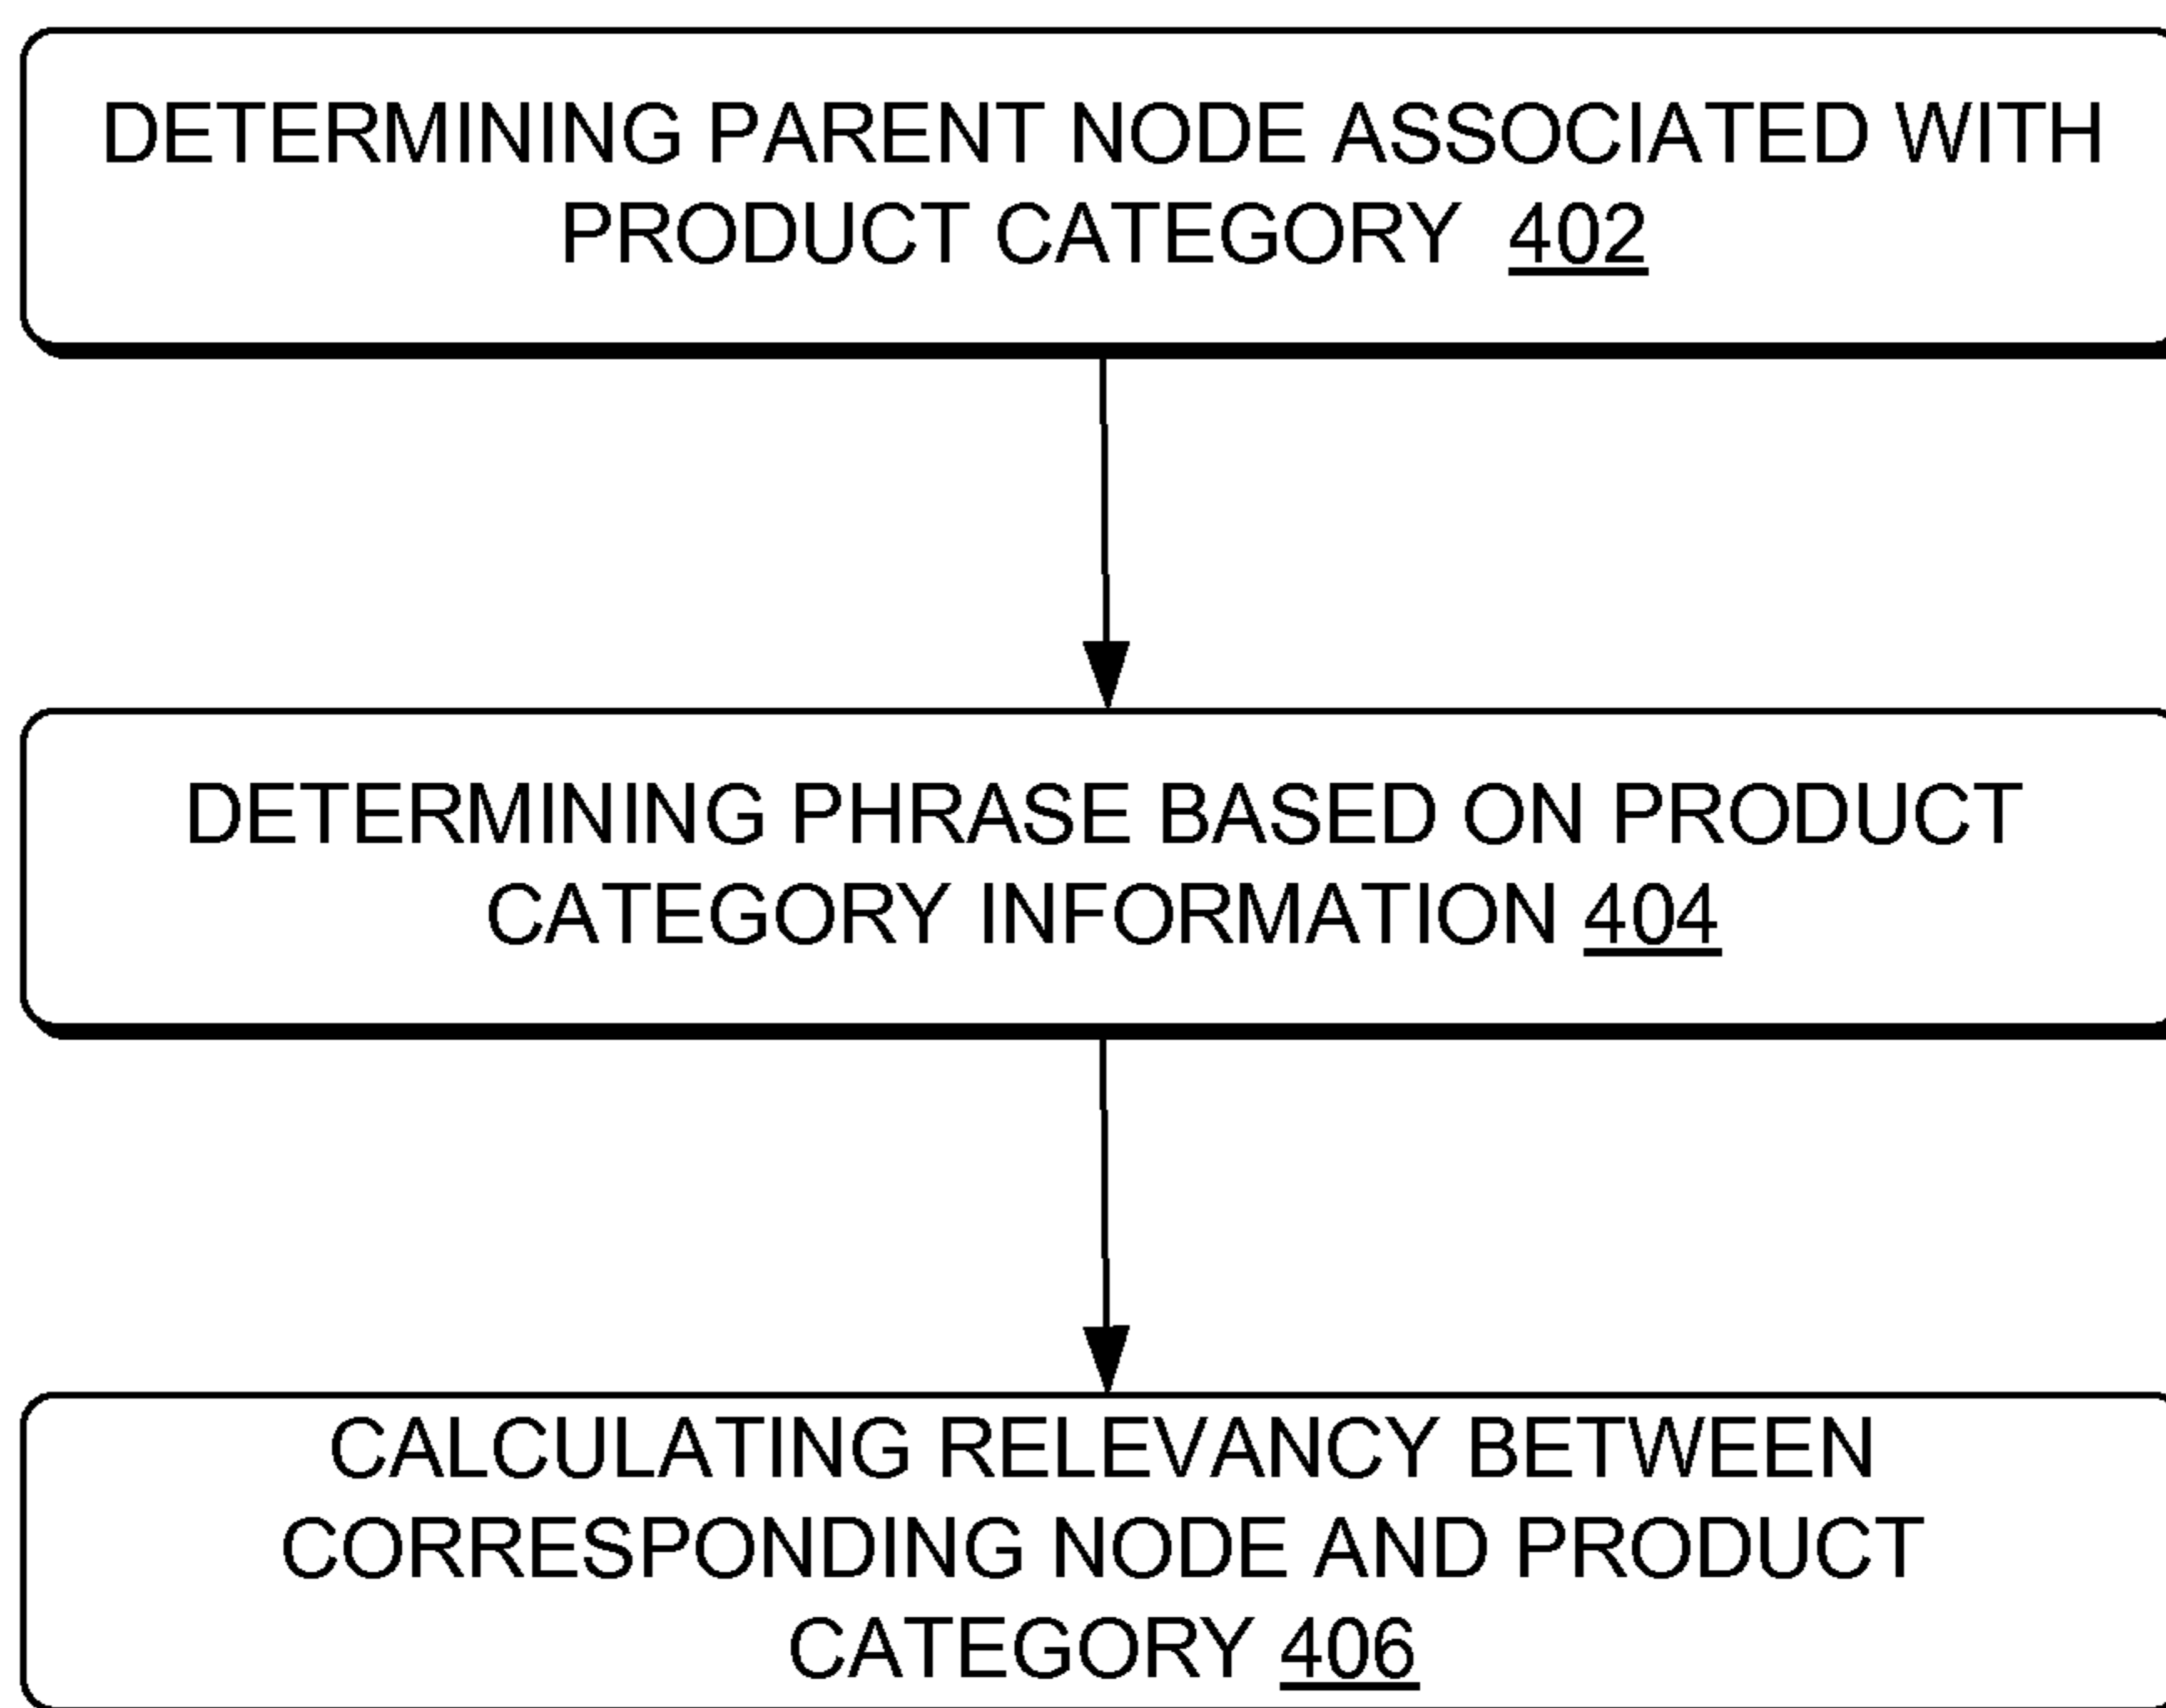 DETERMINING PARENT NODE ASSOCIATED WITH
PRODUCT CATEGORY 402
DETERMINING PHRASE BASED ON PRODUCT
CATEGORY INFORMATION 404
CALCULATING RELEVANCY BETWEEN
CORRESPONDING NODE AND PRODUCT
CATEGORY 406